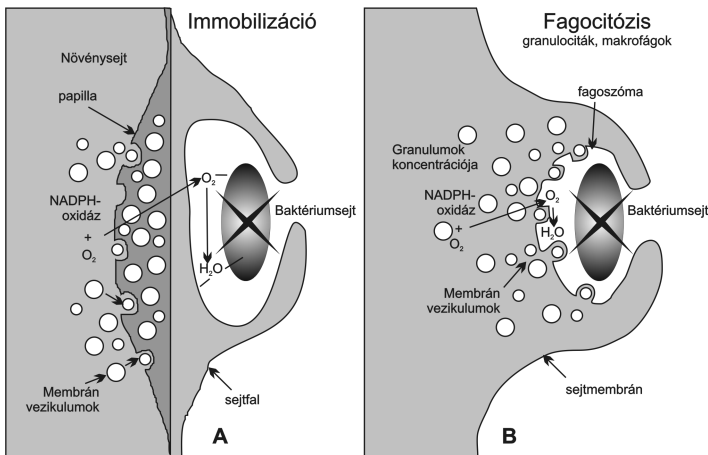 Immobilizáció
Növénysejt
papilla
NADPH-
oxidáz
+
O₂
O₂
H₂O
Baktériumsejt
Membrán
vezikulumok
sejtfal
A
Fagocitózis
granulociták, makrofágok
fagoszóma
Granulumok
koncentrációja
NADPH-
oxidáz
+
O₂
O₂
H₂O
Baktériumsejt
Membrán
vezikulumok
sejtmembrán
B